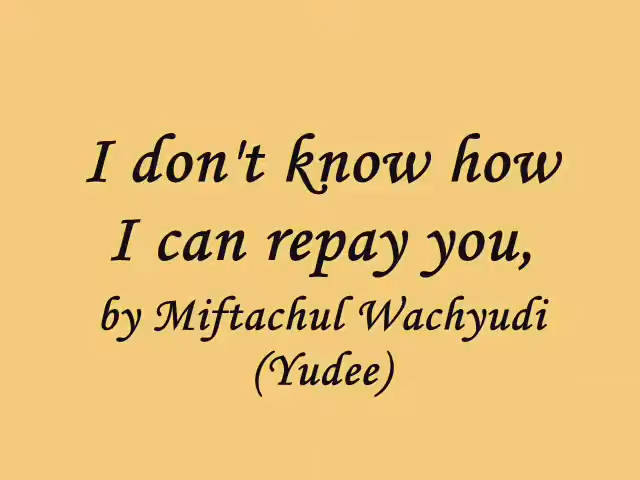 I don't know how
I can repay you,
by Miftachul Wachyudi
(Yudee)